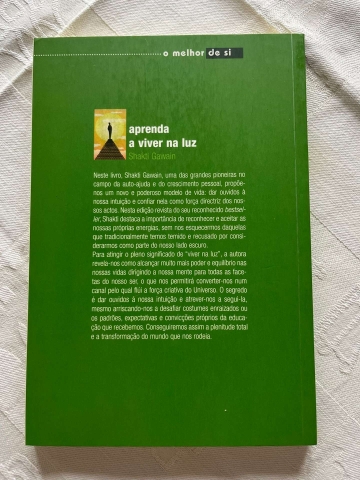 o melhor de si
aprenda
a viver na luz
Shakti Gawain
Neste livro, Shakti Gawain, uma das grandes pioneiras no
campo da auto-ajuda e do crescimento pessoal, propõe-
nos um novo e poderoso modelo de vida: dar ouvidos à
nossa intuição e confiar nela como força directriz dos nos-
sos actos. Nesta edição revista do seu reconhecido bestsel-
ler, Shakti destaca a importância de reconhecer e aceitar as
nossas próprias energias, sem nos esquecermos daquelas
que tradicionalmente temos temido e recusado por consi-
derarmos como parte do nosso lado escuro.
Para atingir o pleno significado de "viver na luz", a autora
revela-nos como alcançar muito mais poder e equilíbrio nas
nossas vidas dirigindo a nossa mente para todas as face-
tas do nosso ser, o que nos permitirá converter-nos num
canal pelo qual flúi a força criativa do Universo. O segredo
é dar ouvidos à nossa intuição e atrever-nos a segui-la,
mesmo arriscando-nos a desafiar costumes enraizados ou
os padrões, expectativas e convicções próprios da educa-
ção que recebemos. Conseguiremos assim a plenitude total
e a transformação do mundo que nos rodeia.